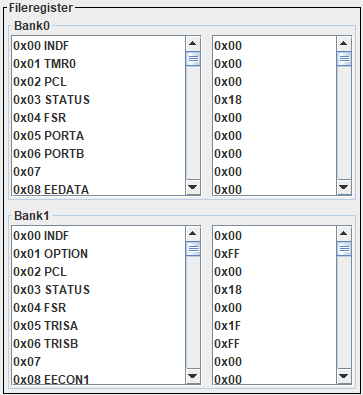 Fileregister
Bank0
0x00 INDF 0x00
0x01 TMR0 0x00
0x02 PCL 0x00
0x03 STATUS 0x18
0x04 FSR 0x00
0x05 PORTA 0x00
0x06 PORTB 0x00
0x07 0x00
0x08 EEDATA 0x00
Bank1
0x00 INDF 0x00
0x01 OPTION 0xFF
0x02 PCL 0x00
0x03 STATUS 0x18
0x04 FSR 0x00
0x05 TRISA 0x1F
0x06 TRISB 0xFF
0x07 0x00
0x08 EECON1 0x00